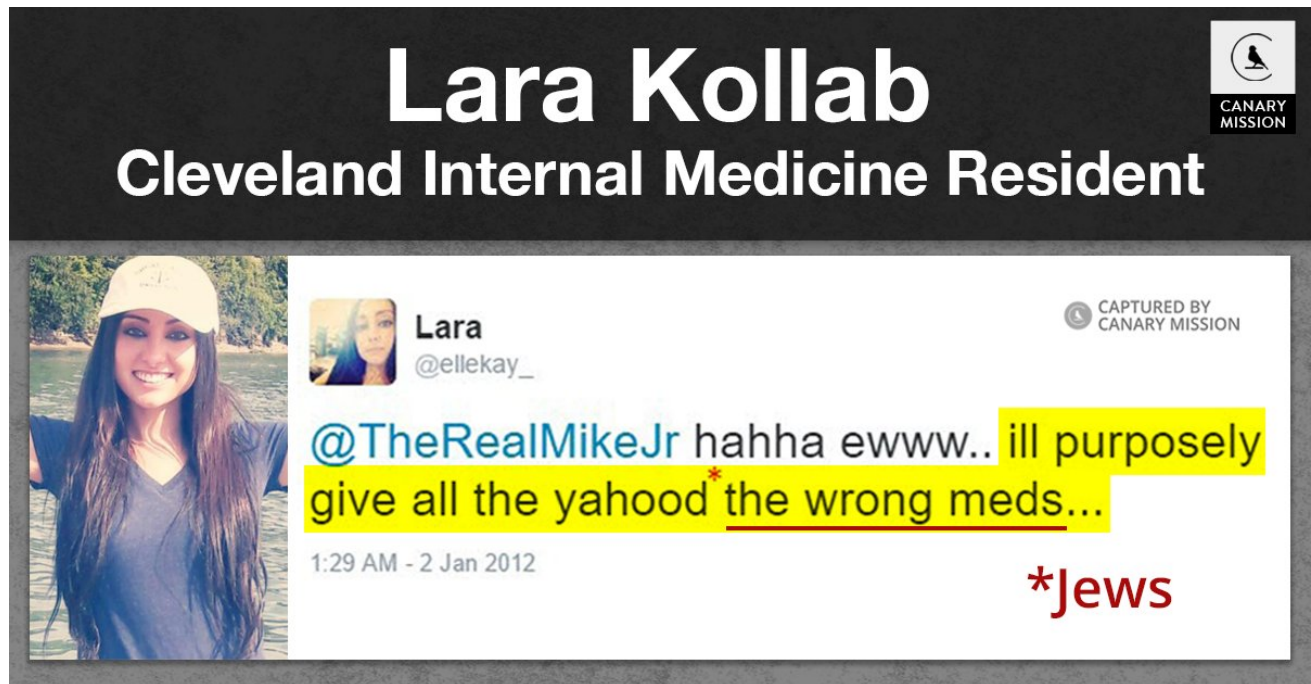 Lara Kollab
Cleveland Internal Medicine Resident
CANARY
MISSION
Lara
@ellekay_
CAPTURED BY
CANARY MISSION
@TheRealMikeJr hahha ewww.. ill purposely
give all the yahood* the wrong meds...
1:29 AM - 2 Jan 2012
*Jews